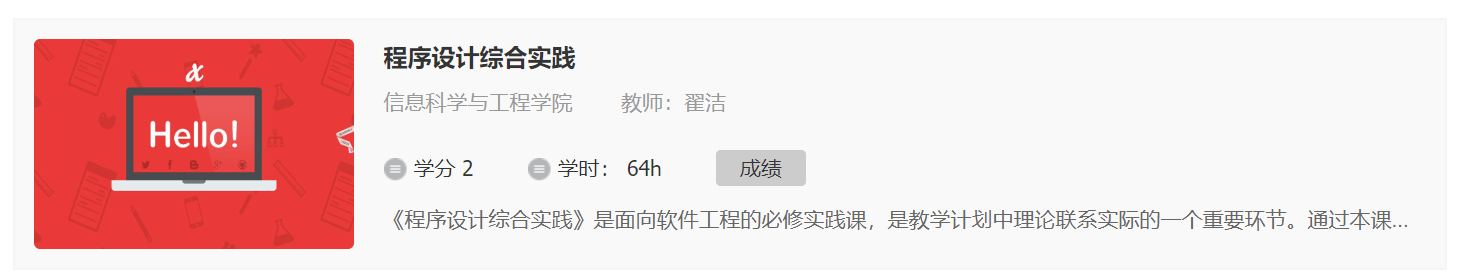 程序设计综合实践
信息科学与工程学院 教师：翟洁
Hello!
学分 2 学时： 64h 成绩
《程序设计综合实践》是面向软件工程的必修实践课，是教学计划中理论联系实际的一个重要环节。通过本课...